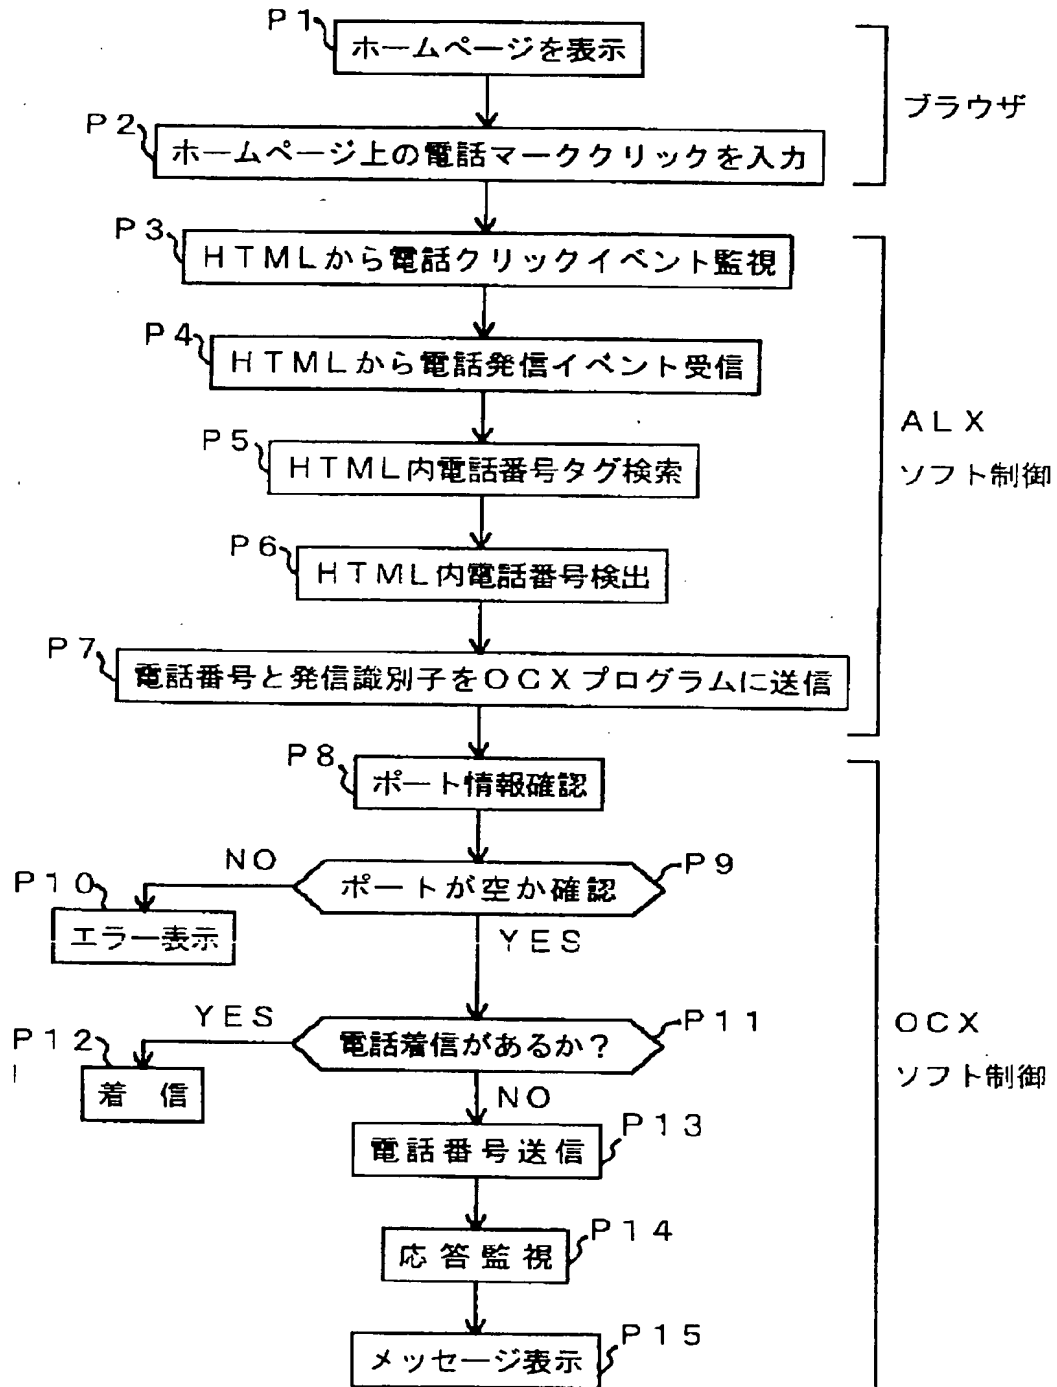 P1
ホームページを表示
ブラウザ
P2
ホームページ上の電話マーククリックを入力
P3
HTMLから電話クリックイベント監視
P4
HTMLから電話発信イベント受信
ALX
ソフト制御
P5
HTML内電話番号タグ検索
P6
HTML内電話番号検出
P7
電話番号と発信識別子をOCXプログラムに送信
P8
ポート情報確認
P9
ポートが空か確認
NO
P10
エラー表示
YES
P11
電話着信があるか?
YES
P12
着 信
OCX
ソフト制御
NO
P13
電話番号送信
P14
応答監視
P15
メッセージ表示